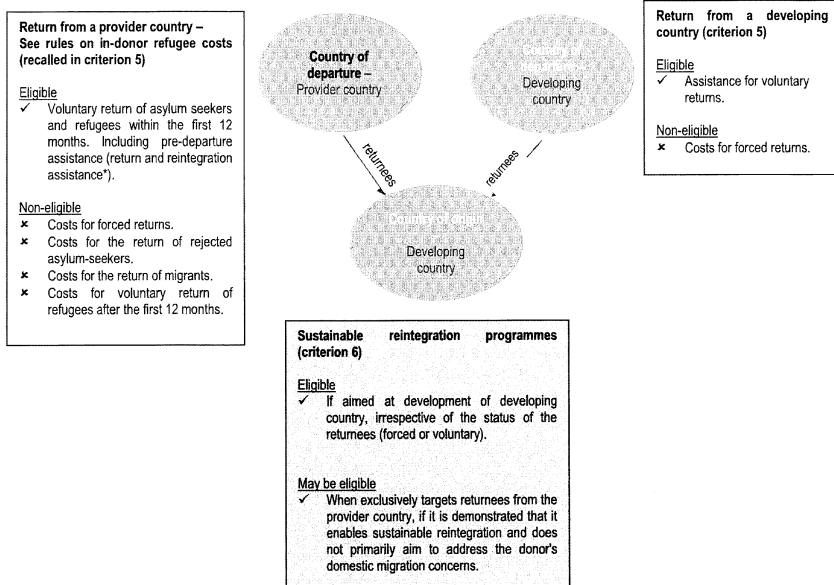 Return from a provider country –
See rules on in-donor refugee costs
(recalled in criterion 5)
Eligible
✓ Voluntary return of asylum seekers
and refugees within the first 12
months. Including pre-departure
assistance (return and reintegration
assistance*).
Non-eligible
× Costs for forced returns.
× Costs for the return of rejected
asylum-seekers.
× Costs for the return of migrants.
× Costs for voluntary return of
refugees after the first 12 months.
Country of
departure –
Provider country
Country of
Developing
country
Return from a developing
country (criterion 5)
Eligible
✓ Assistance for voluntary
returns.
Non-eligible
× Costs for forced returns.
returnees
returnees
Country of origin
Developing
country
Sustainable reintegration programmes
(criterion 6)
Eligible
✓ If aimed at development of developing
country, irrespective of the status of the
returnees (forced or voluntary).
May be eligible
✓ When exclusively targets returnees from the
provider country, if it is demonstrated that it
enables sustainable reintegration and does
not primarily aim to address the donor's
domestic migration concerns.